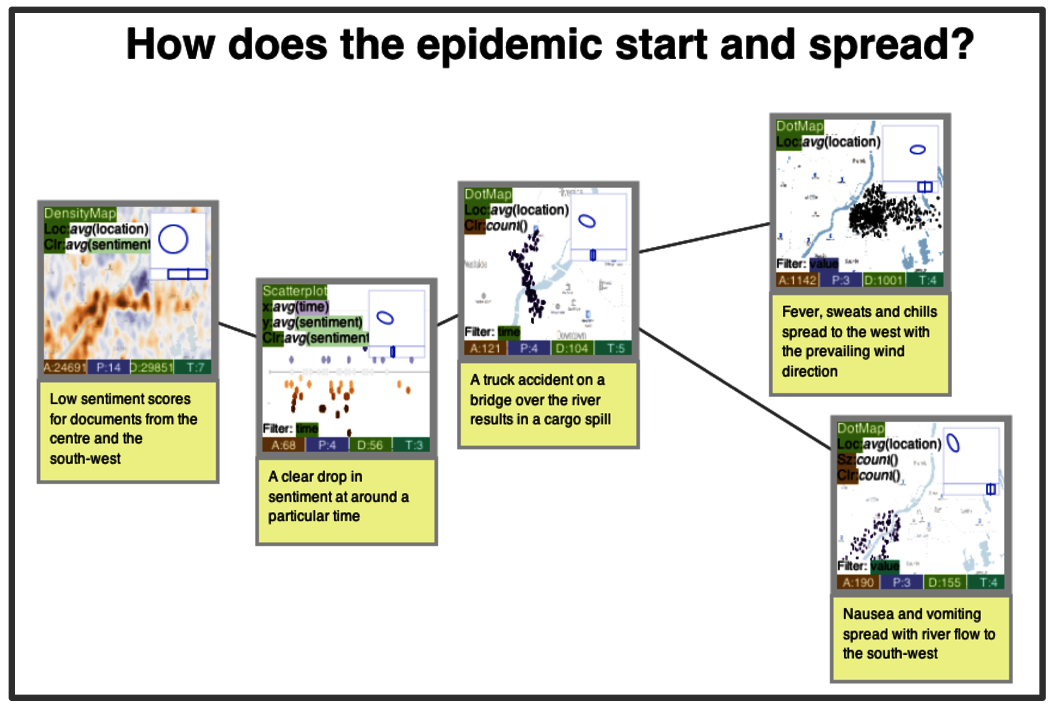 How does the epidemic start and spread?
DensityMap
Loc:avg(location)
Clr:avg(sentiment
A:24691 P:14 D:29851 T:7
Low sentiment scores
for documents from the
centre and the
south-west
Scatterplot
x:avg(time)
y:avg(sentiment)
Clr:avg(sentiment
Filter: time
A:68 P:4 D:56 T:3
A clear drop in
sentiment at around a
particular time
DotMap
Loc:avg(location)
Clr:count()
Downtown
Filter: time
A:121 P:4 D:104 T:5
A truck accident on a
bridge over the river
results in a cargo spill
DotMap
Loc:avg(location)
Filter: value
A:1142 P:3 D:1001 T:4
Fever, sweats and chills
spread to the west with
the prevailing wind
direction
DotMap
Loc:avg(location)
Sz:count()
Clr:count()
Filter: value
A:190 P:3 D:155 T:4
Nausea and vomiting
spread with river flow to
the south-west